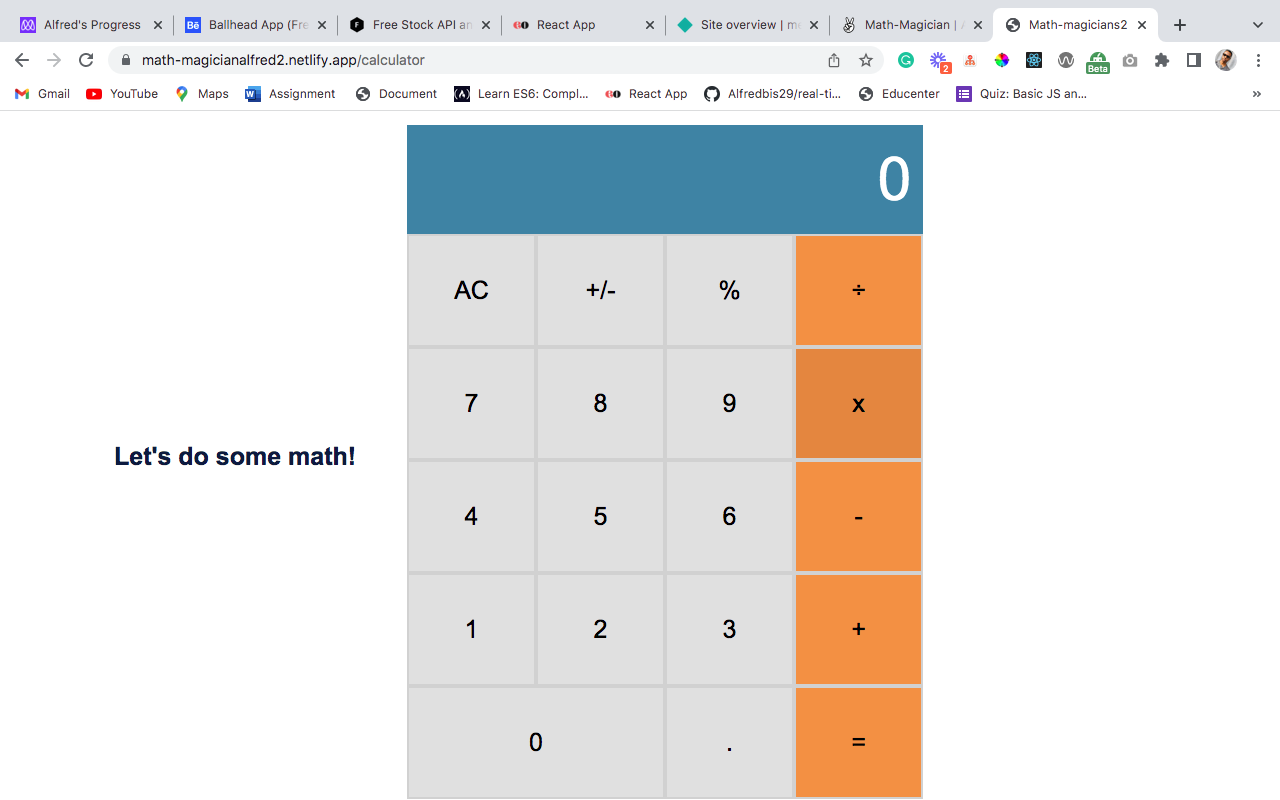 Alfred's Progress
Ballhead App (Fre
Free Stock API an
React App
Site overview | mo
Math-Magician |
Math-magicians2
math-magicianalfred2.netlify.app/calculator
2
Beta
Gmail
YouTube
Maps
Assignment
Document
Learn ES6: Compl...
React App
Alfredbis29/real-ti...
Educenter
Quiz: Basic JS an...
0
AC +/- % ÷
7 8 9 x
Let's do some math!
4 5 6 -
1 2 3 +
0 . =